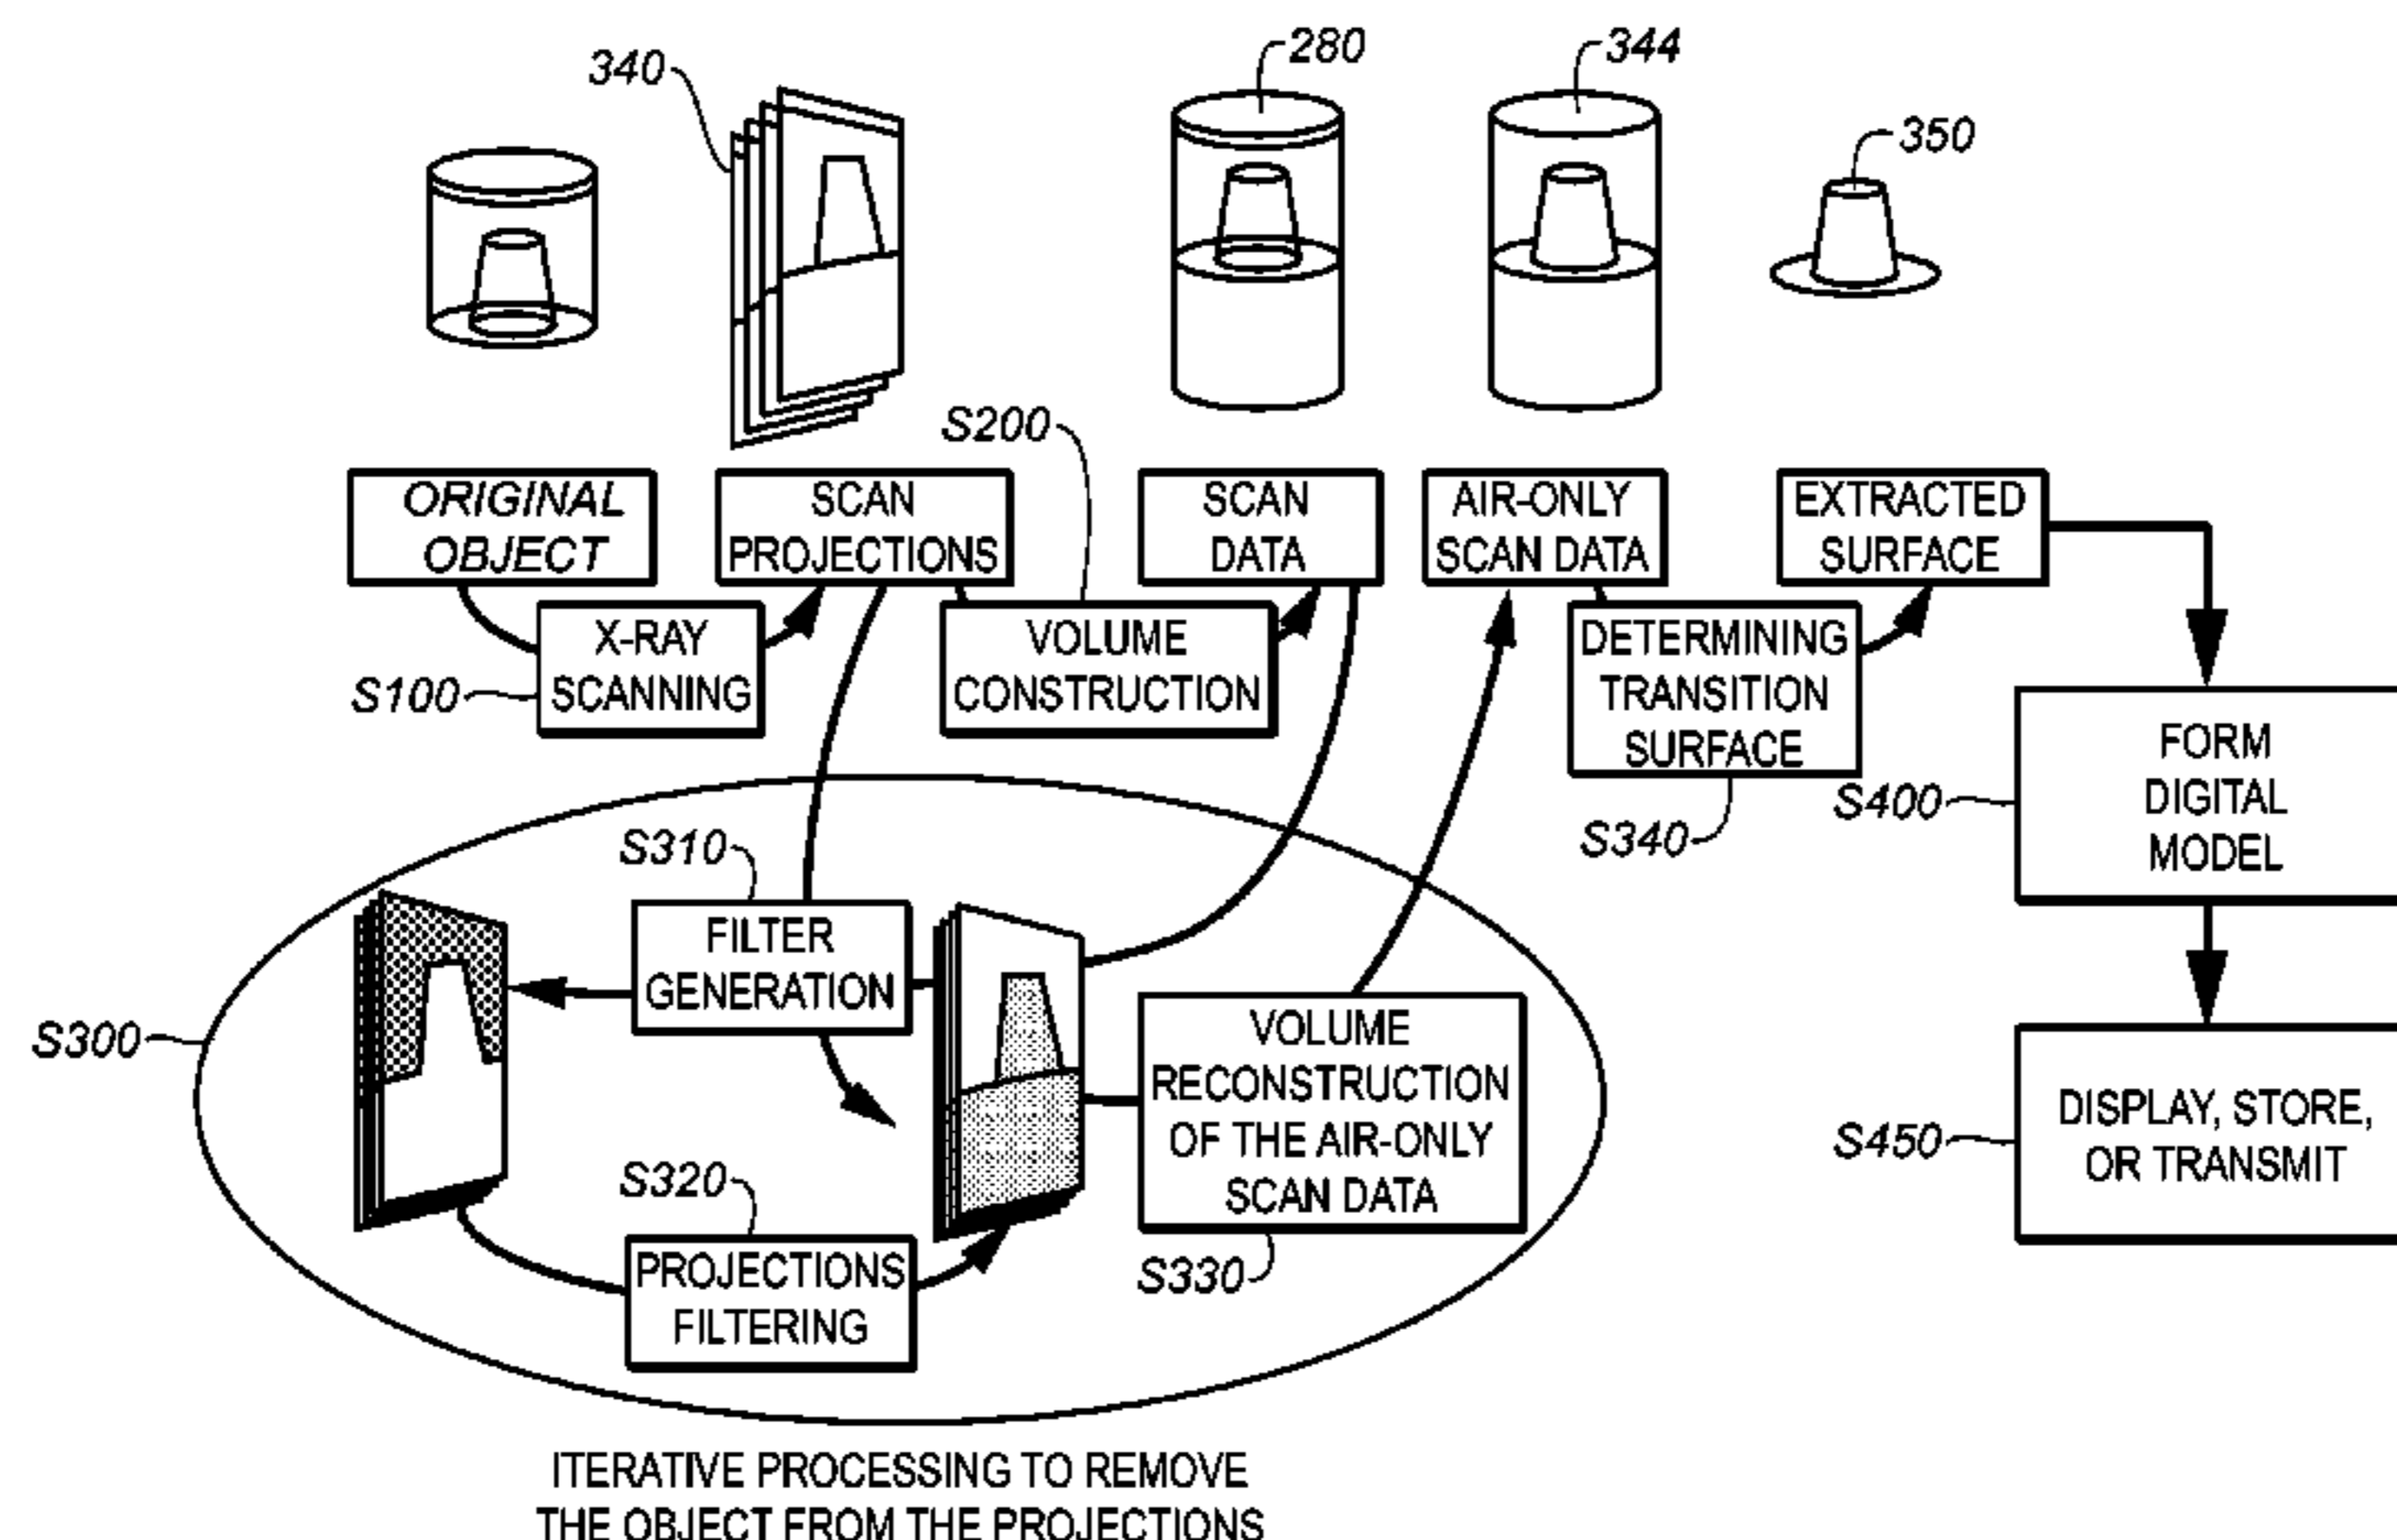 340
280
344
350
S200
ORIGINAL
OBJECT
SCAN
PROJECTIONS
SCAN
DATA
AIR-ONLY
SCAN DATA
EXTRACTED
SURFACE
X-RAY
SCANNING
S100
VOLUME
CONSTRUCTION
DETERMINING
TRANSITION
SURFACE
S340
FORM
DIGITAL
MODEL
S400
S310
FILTER
GENERATION
S300
VOLUME
RECONSTRUCTION
OF THE AIR-ONLY
SCAN DATA
S330
S320
PROJECTIONS
FILTERING
DISPLAY, STORE,
OR TRANSMIT
S450
ITERATIVE PROCESSING TO REMOVE
THE OBJECT FROM THE PROJECTIONS